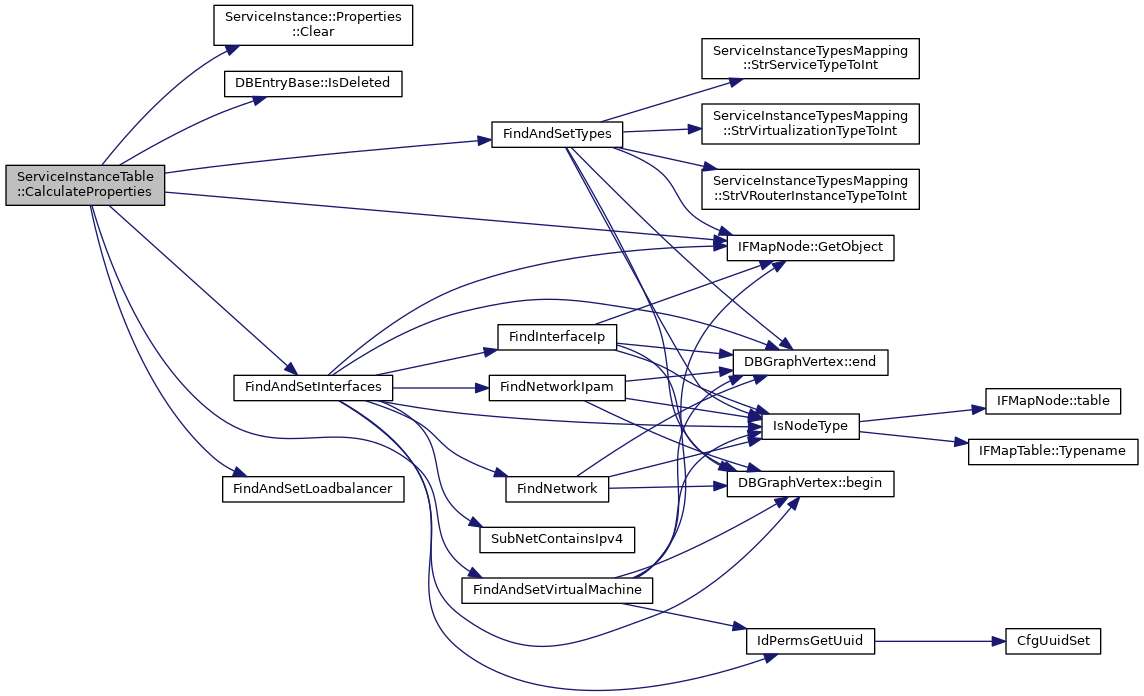 ServiceInstance::Properties
::Clear
DBEntryBase::IsDeleted
ServiceInstanceTypesMapping
::StrServiceTypeToInt
ServiceInstanceTypesMapping
::StrVirtualizationTypeToInt
FindAndSetTypes
ServiceInstanceTable
::CalculateProperties
ServiceInstanceTypesMapping
::StrVRouterInstanceTypeToInt
IFMapNode::GetObject
FindInterfaceIp
DBGraphVertex::end
FindAndSetInterfaces
FindNetworkIpam
IFMapNode::table
IsNodeType
IFMapTable::Typename
FindAndSetLoadbalancer
FindNetwork
DBGraphVertex::begin
SubNetContainsIpv4
FindAndSetVirtualMachine
IdPermsGetUuid
CfgUuidSet